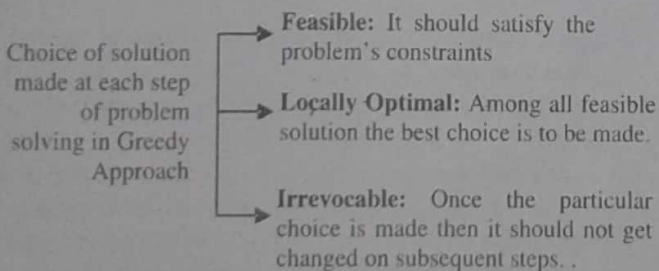 Choice of solution
made at each step
of problem
solving in Greedy
Approach
Feasible: It should satisfy the
problem's constraints
Locally Optimal: Among all feasible
solution the best choice is to be made.
Irrevocable: Once the particular
choice is made then it should not get
changed on subsequent steps. .